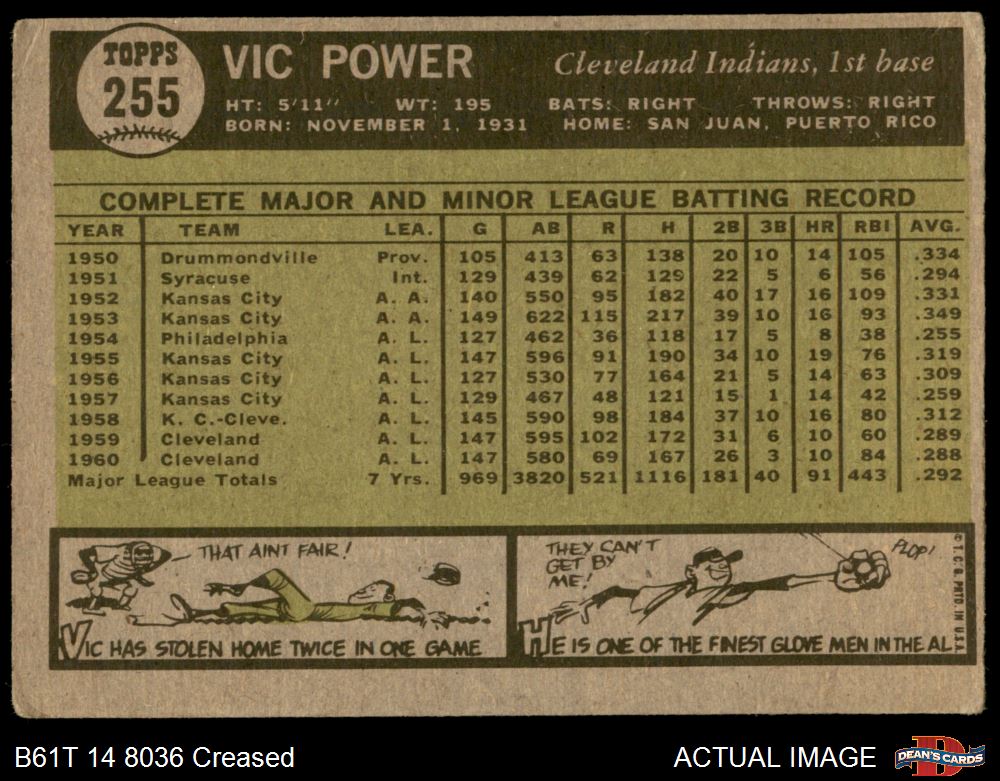 TOPPS
255
VIC POWER
Cleveland Indians, 1st base
HT: 5'11" WT: 195 BATS: RIGHT THROWS: RIGHT
BORN: NOVEMBER 1, 1931 HOME: SAN JUAN, PUERTO RICO
COMPLETE MAJOR AND MINOR LEAGUE BATTING RECORD
YEAR TEAM LEA. G AB R H 2B 3B HR RBI AVG.
1950 Drummondville Prov. 105 413 63 138 20 10 14 105 .334
1951 Syracuse Int. 129 439 62 129 22 5 6 56 .294
1952 Kansas City A. A. 140 550 95 182 40 17 16 109 .331
1953 Kansas City A. A. 149 622 115 217 39 10 16 93 .349
1954 Philadelphia A. L. 127 462 36 118 17 5 8 38 .255
1955 Kansas City A. L. 147 596 91 190 34 10 19 76 .319
1956 Kansas City A. L. 127 530 77 164 21 5 14 63 .309
1957 Kansas City A. L. 129 467 48 121 15 1 14 42 .259
1958 K. C.-Cleve. A. L. 145 590 98 184 37 10 16 80 .312
1959 Cleveland A. L. 147 595 102 172 31 6 10 60 .289
1960 Cleveland A. L. 147 580 69 167 26 3 10 84 .288
Major League Totals 7 Yrs. 969 3820 521 1116 181 40 91 443 .292
THAT AINT FAIR!
VIC HAS STOLEN HOME TWICE IN ONE GAME
THEY CAN'T
GET BY
ME!
PLOP!
HE IS ONE OF THE FINEST GLOVE MEN IN THE AL
© T.C.G. PRTD. IN U.S.A.
B61T 14 8036 Creased
ACTUAL IMAGE
D
DEAN'S CARDS